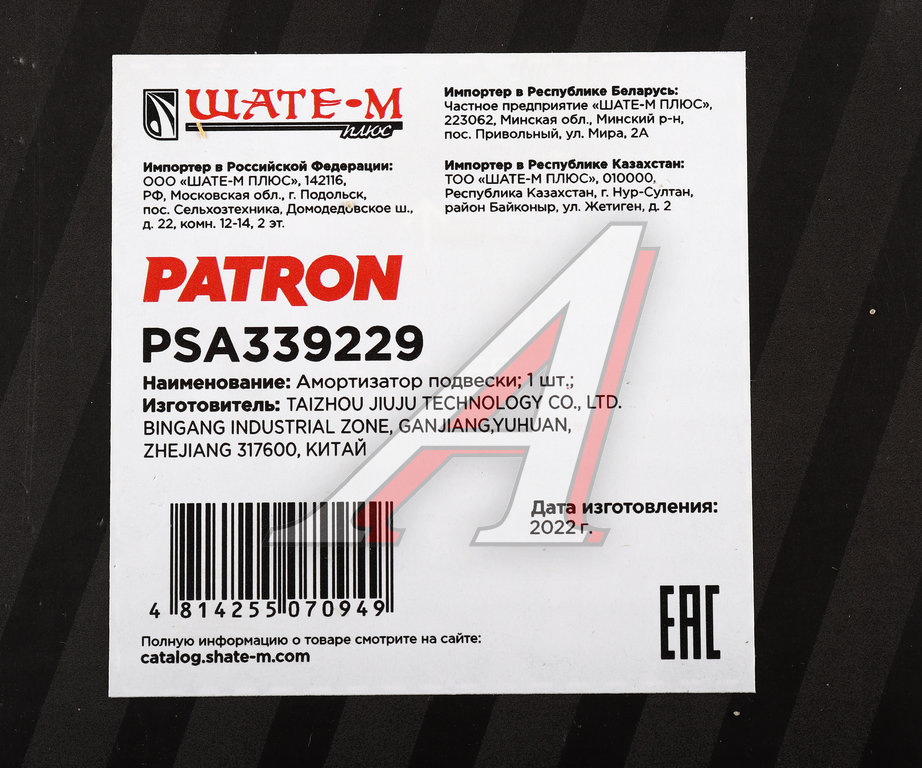 ШАТЕ-М
плюс
Импортер в Российской Федерации:
ООО «ШАТЕ-М ПЛЮС», 142116,
РФ, Московская обл., г. Подольск,
пос. Сельхозтехника, Домодедовское ш.,
д. 22, комн. 12-14, 2 эт.
Импортер в Республике Беларусь:
Частное предприятие «ШАТЕ-М ПЛЮС»,
223062, Минская обл., Минский р-н,
пос. Привольный, ул. Мира, 2А
Импортер в Республике Казахстан:
ТОО "ШАТЕ-М ПЛЮС», 010000,
Республика Казахстан, г. Нур-Султан,
район Байконыр, ул. Жетиген, д. 2
PATRON
PSA339229
Наименование: Амортизатор подвески; 1 шт.;
Изготовитель: TAIZHOU JIUJU TECHNOLOGY CO., LTD.
BINGANG INDUSTRIAL ZONE, GANJIANG,YUHUAN,
ZHEJIANG 317600, КИТАЙ
Дата изготовления:
2022 г.
4 814255 070949
Полную информацию о товаре смотрите на сайте:
catalog.shate-m.com
EAC